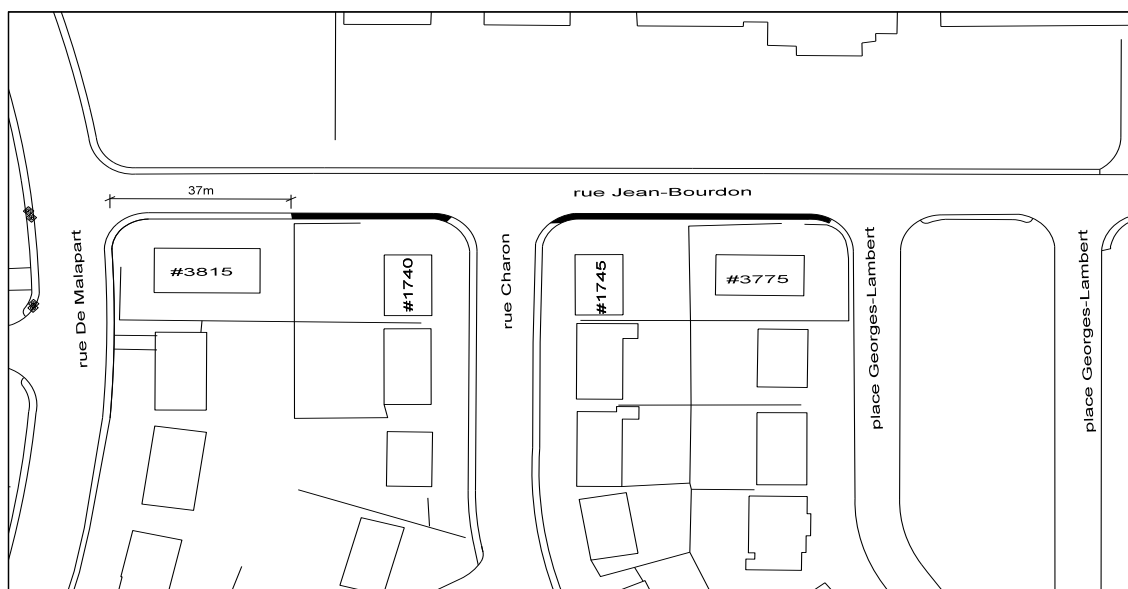 37m
rue Jean-Bourdon
rue De Malapart
#3815
#1740
rue Charon
#1745
#3775
place Georges-Lambert
place Georges-Lambert